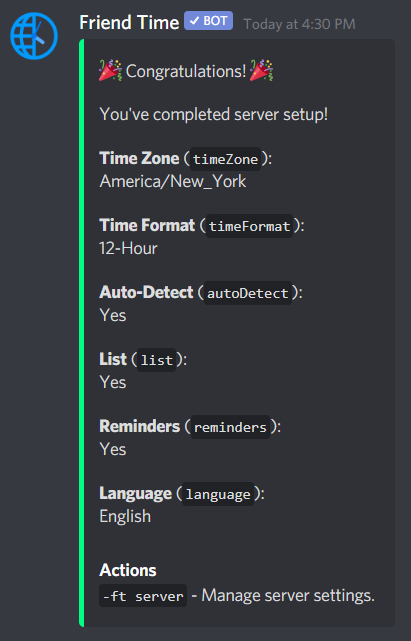 Friend Time ✓ BOT Today at 4:30 PM
🎉 Congratulations! 🎉
You've completed server setup!
Time Zone (timeZone):
America/New_York
Time Format (timeFormat):
12-Hour
Auto-Detect (autoDetect):
Yes
List (list):
Yes
Reminders (reminders):
Yes
Language (language):
English
Actions
-ft server - Manage server settings.